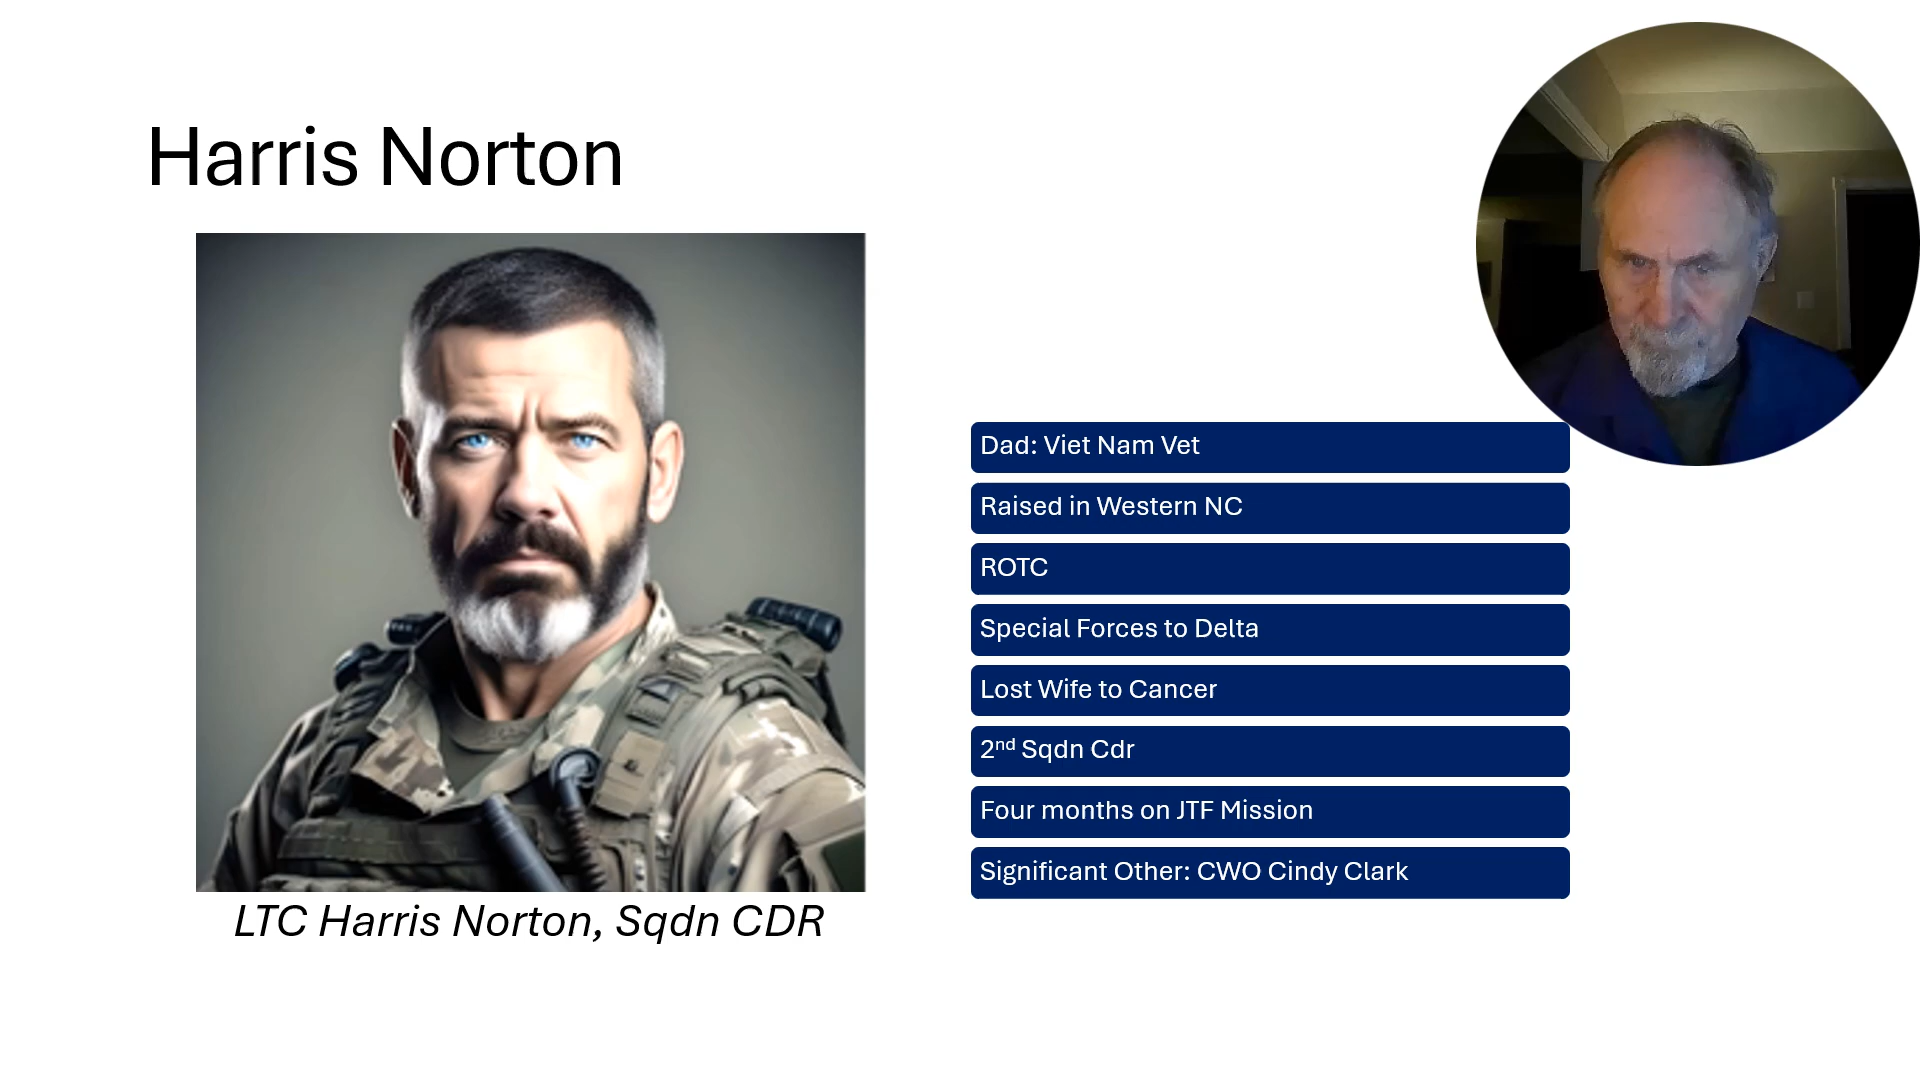 Harris Norton
LTC Harris Norton, Sqdn CDR
Dad: Viet Nam Vet
Raised in Western NC
ROTC
Special Forces to Delta
Lost Wife to Cancer
2nd Sqdn Cdr
Four months on JTF Mission
Significant Other: CWO Cindy Clark